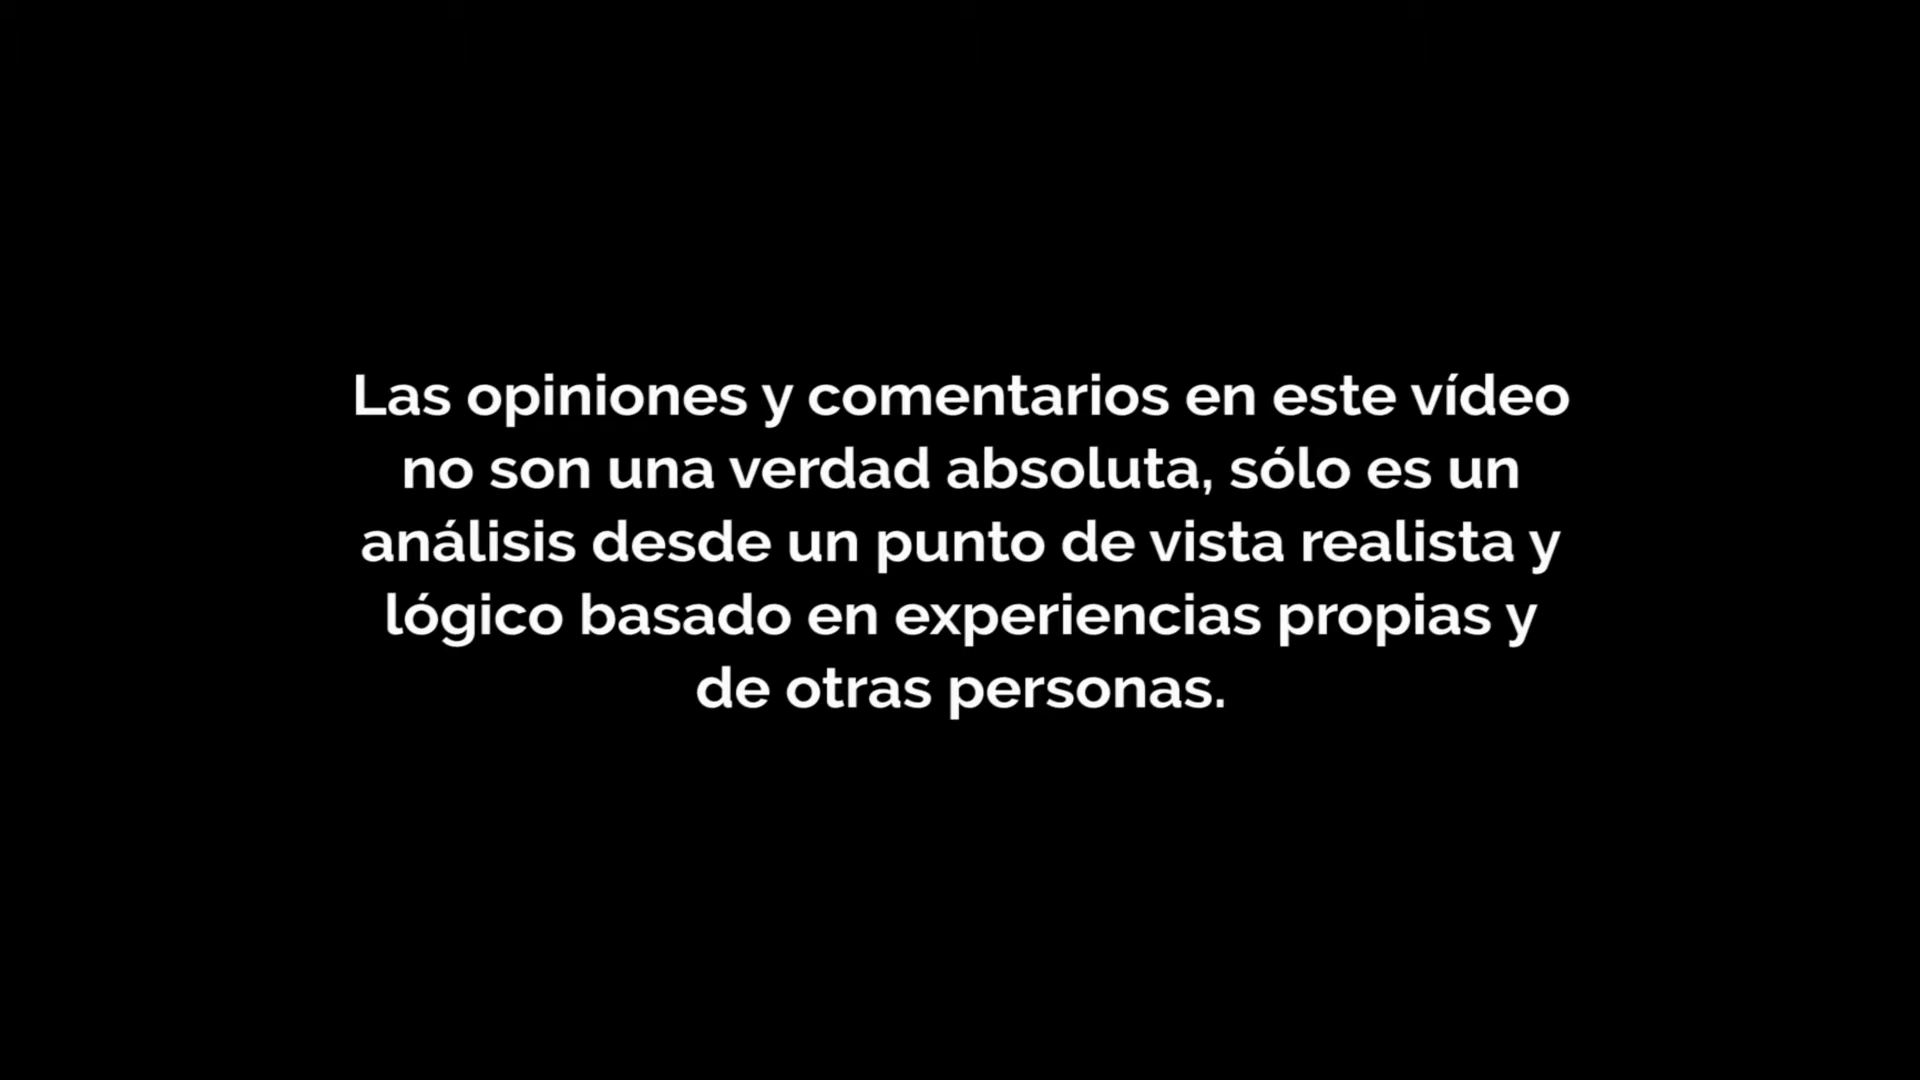 Las opiniones y comentarios en este vídeo
no son una verdad absoluta, sólo es un
análisis desde un punto de vista realista y
lógico basado en experiencias propias y
de otras personas.